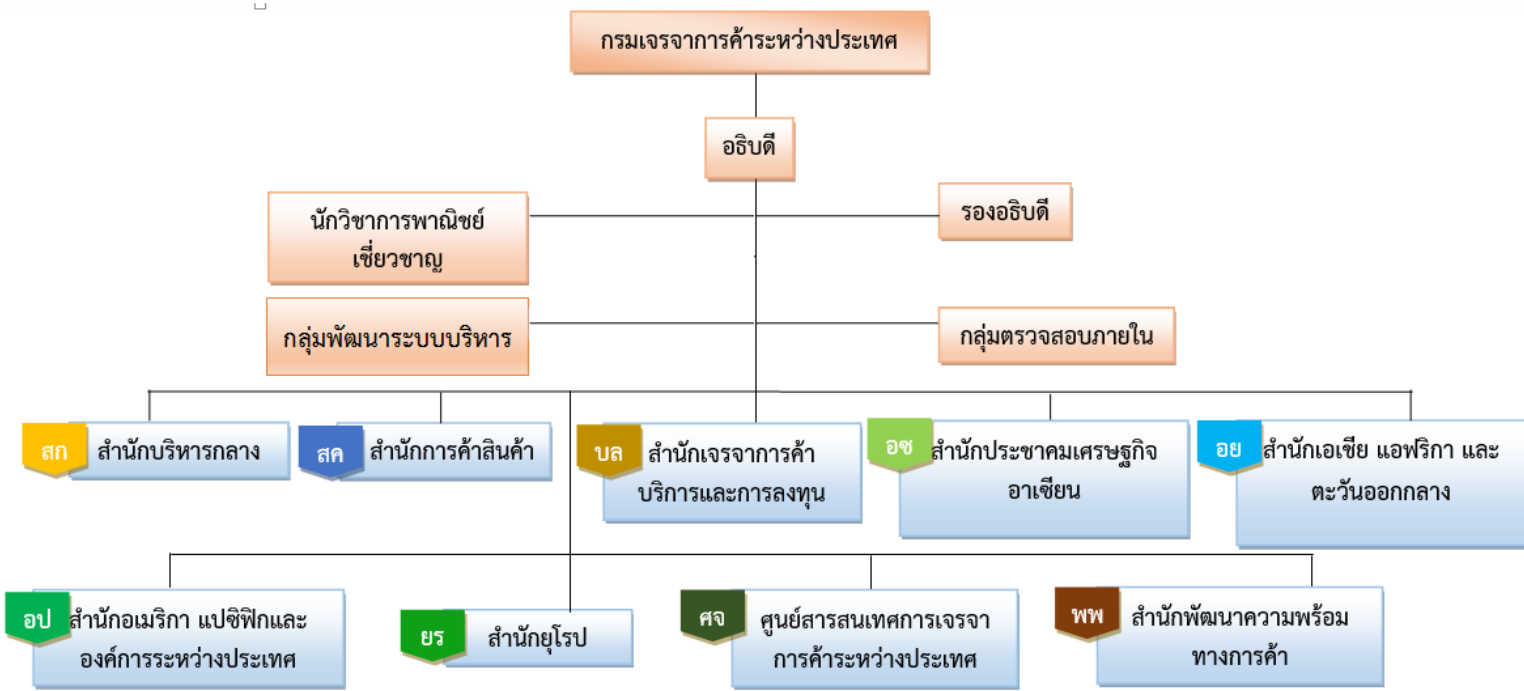 กรมเจรจาการค้าระหว่างประเทศ
อธิบดี
นักวิชาการพาณิชย์
เชี่ยวชาญ
รองอธิบดี
กลุ่มพัฒนาระบบบริหาร
กลุ่มตรวจสอบภายใน
สก สำนักบริหารกลาง
สค สำนักการค้าสินค้า
บล สำนักเจรจาการค้า
บริการและการลงทุน
อซ สำนักประชาคมเศรษฐกิจ
อาเซียน
อย สำนักเอเชีย แอฟริกา และ
ตะวันออกกลาง
อป สำนักอเมริกา แปซิฟิกและ
องค์การระหว่างประเทศ
ยร สำนักยุโรป
ศจ ศูนย์สารสนเทศการเจรจา
การค้าระหว่างประเทศ
พพ สำนักพัฒนาความพร้อม
ทางการค้า